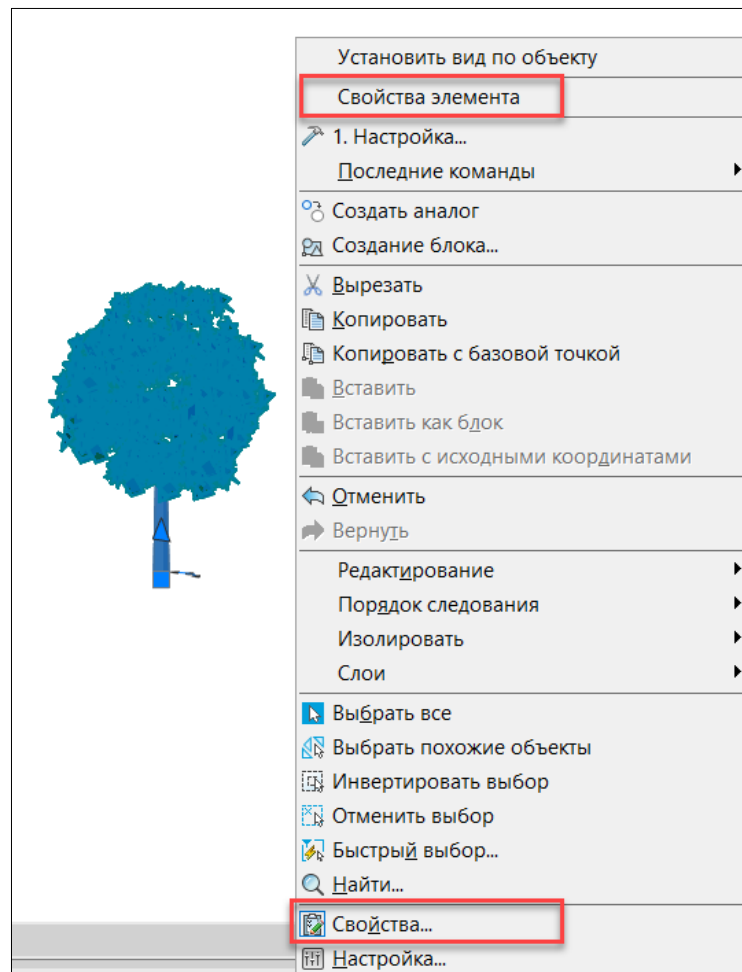 Установить вид по объекту
Свойства элемента
1. Настройка...
Последние команды
Создать аналог
Создание блока...
Вырезать
Копировать
Копировать с базовой точкой
Вставить
Вставить как блок
Вставить с исходными координатами
Отменить
Вернуть
Редактирование
Порядок следования
Изолировать
Слои
Выбрать все
Выбрать похожие объекты
Инвертировать выбор
Отменить выбор
Быстрый выбор...
Найти...
Свойства...
Настройка...